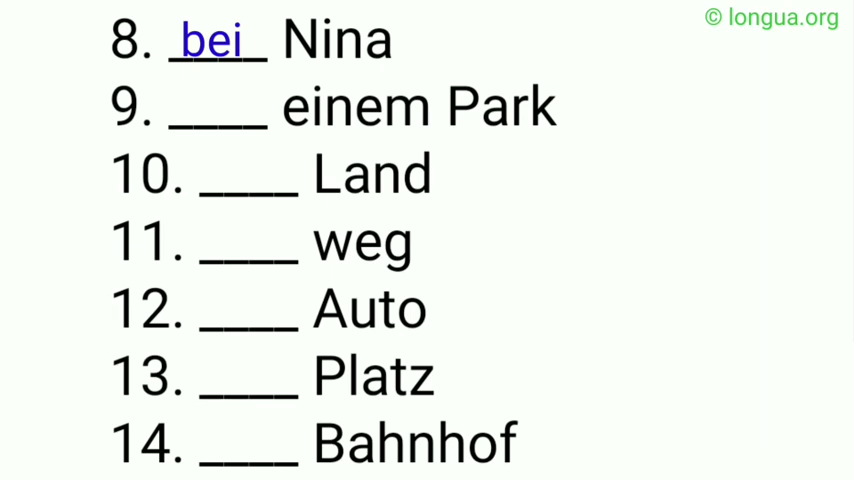 © longua.org
8. bei Nina
9. ____ einem Park
10. ____ Land
11. ____ weg
12. ____ Auto
13. ____ Platz
14. ____ Bahnhof